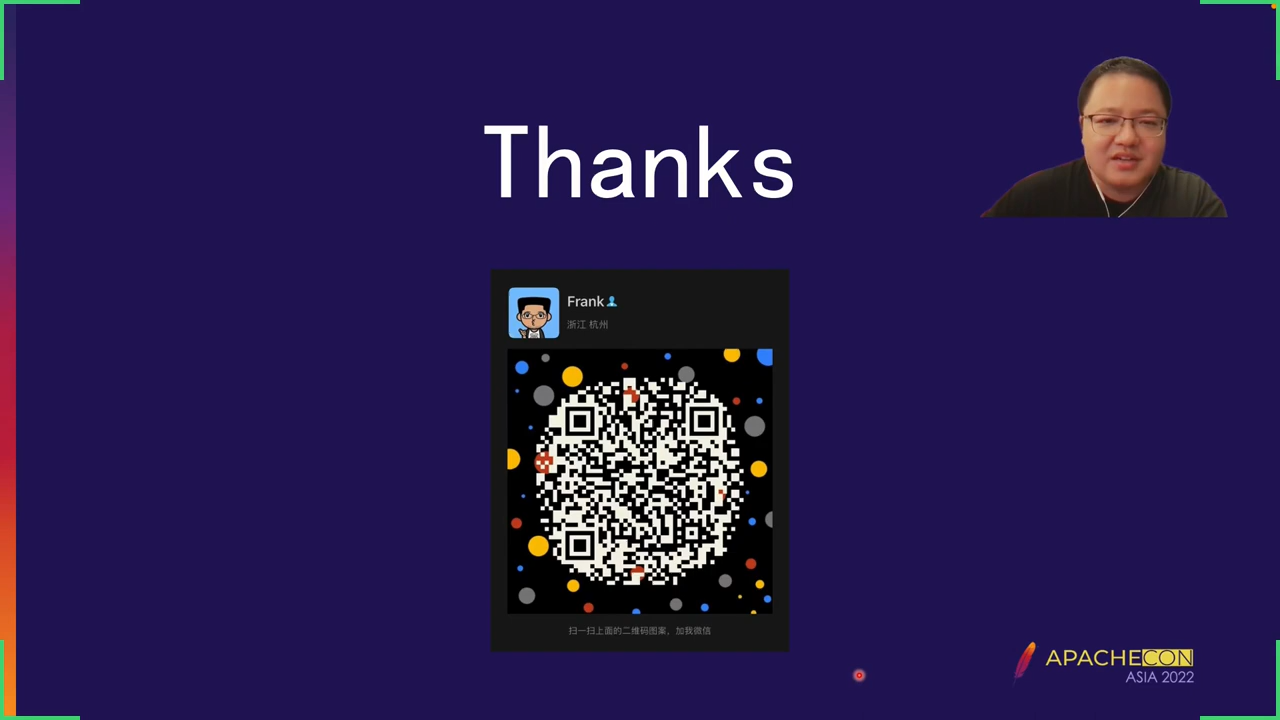 Thanks
Frank
浙江 杭州
扫一扫上面的二维码图案，加我微信
APACHECON
ASIA 2022